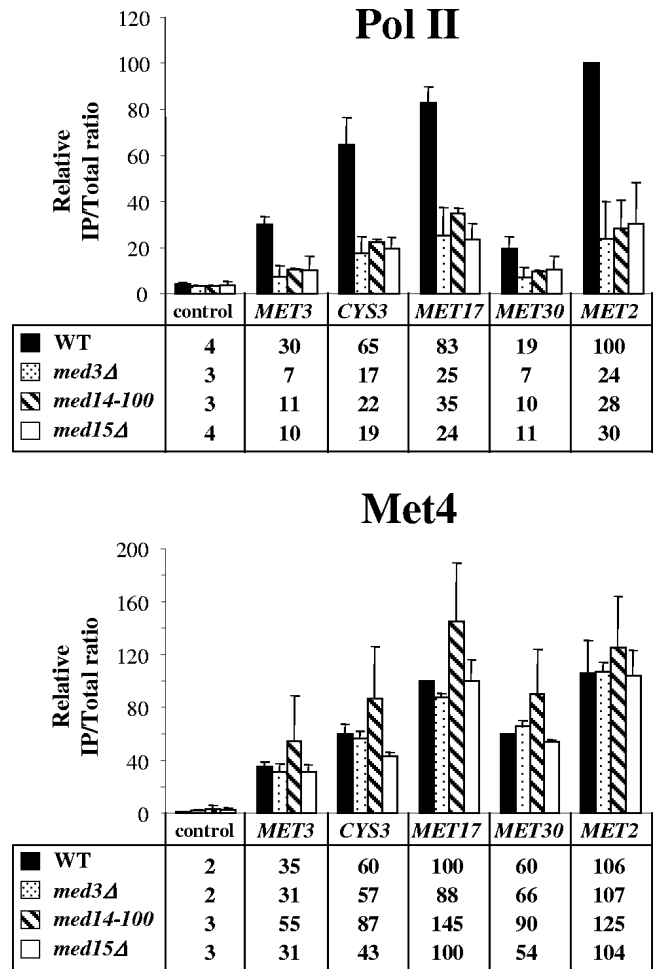 Pol II
120
100
80
60
40
20
0
Relative
IP/Total ratio
control MET3 CYS3 MET17 MET30 MET2
WT 4 30 65 83 19 100
med3Δ 3 7 17 25 7 24
med14-100 3 11 22 35 10 28
med15Δ 4 10 19 24 11 30
Met4
200
160
120
80
40
0
Relative
IP/Total ratio
control MET3 CYS3 MET17 MET30 MET2
WT 2 35 60 100 60 106
med3Δ 2 31 57 88 66 107
med14-100 3 55 87 145 90 125
med15Δ 3 31 43 100 54 104